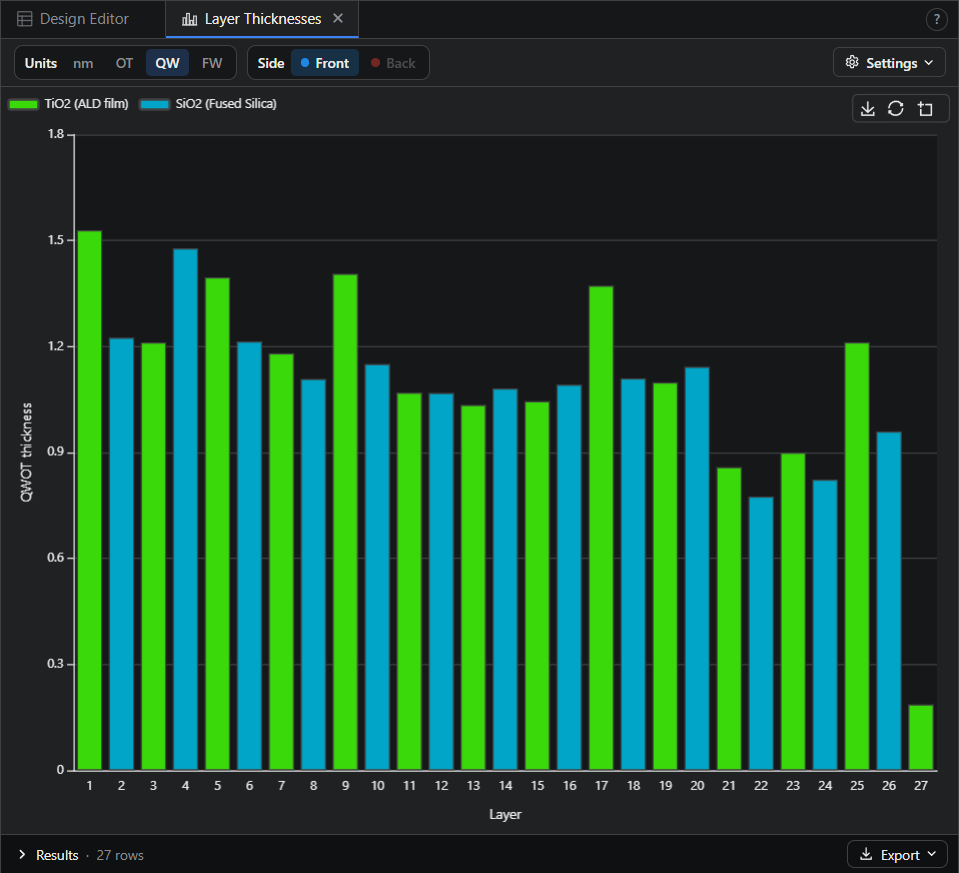 Design Editor
Layer Thicknesses
?
Units nm OT QW FW
Side Front Back
Settings
TiO2 (ALD film) SiO2 (Fused Silica)
1.8
1.5
1.2
0.9
0.6
0.3
0
QWOT thickness
1 2 3 4 5 6 7 8 9 10 11 12 13 14 15 16 17 18 19 20 21 22 23 24 25 26 27
Layer
Results · 27 rows
Export